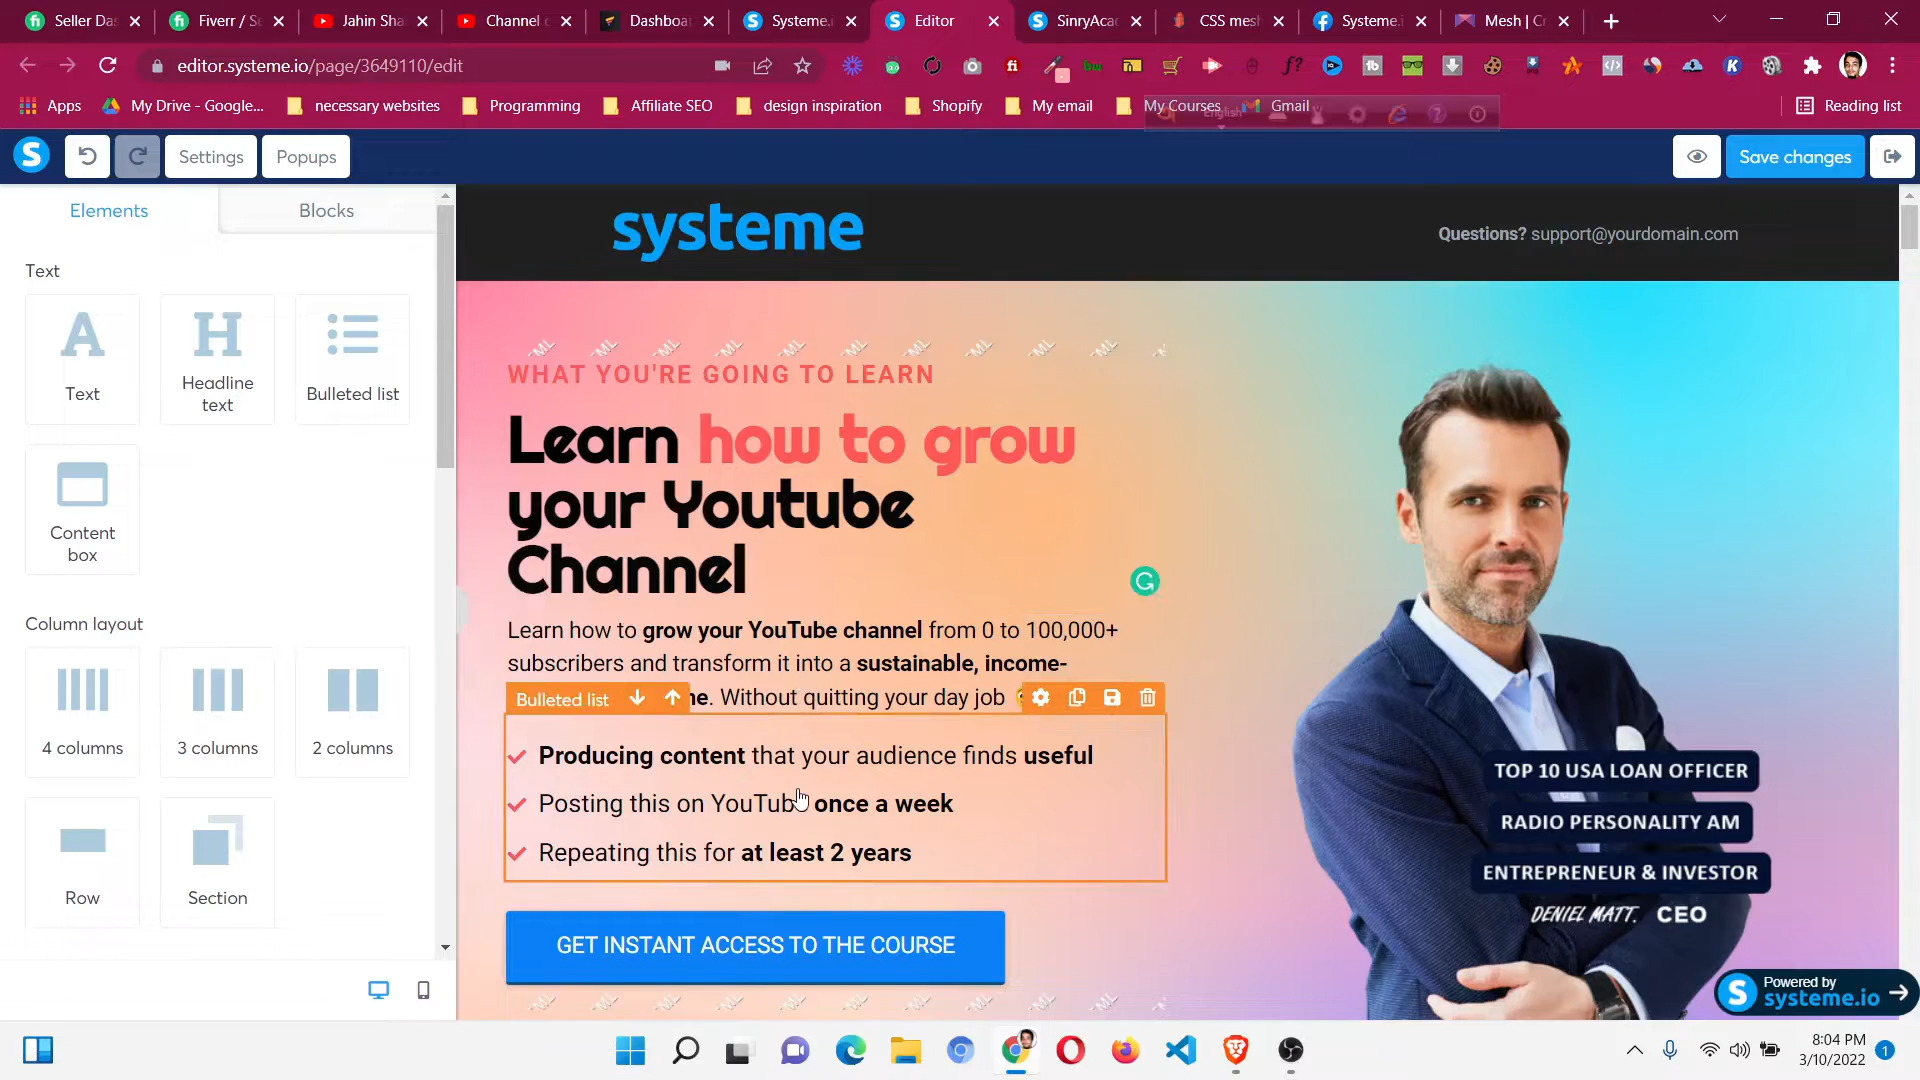 Seller Das
Fiverr / Se
Jahin Sha
Channel c
Dashboa
Systeme.i
Editor
SinryAca
CSS mesh
Systeme.i
Mesh | Cr
editor.systeme.io/page/3649110/edit
Apps
My Drive - Google...
necessary websites
Programming
Affiliate SEO
design inspiration
Shopify
My email
My Courses
Gmail
Reading list
English
Settings
Popups
Save changes
Elements
Blocks
Text
Text
Headline
text
Bulleted list
Content
box
Column layout
4 columns
3 columns
2 columns
Row
Section
systeme
Questions? support@yourdomain.com
WHAT YOU'RE GOING TO LEARN
Learn how to grow
your Youtube
Channel
Learn how to grow your YouTube channel from 0 to 100,000+
subscribers and transform it into a sustainable, income-
ne. Without quitting your day job
Bulleted list
Producing content that your audience finds useful
Posting this on YouTube once a week
Repeating this for at least 2 years
GET INSTANT ACCESS TO THE COURSE
TOP 10 USA LOAN OFFICER
RADIO PERSONALITY AM
ENTREPRENEUR & INVESTOR
DENIEL MATT. CEO
Powered by
systeme.io
8:04 PM
3/10/2022
1